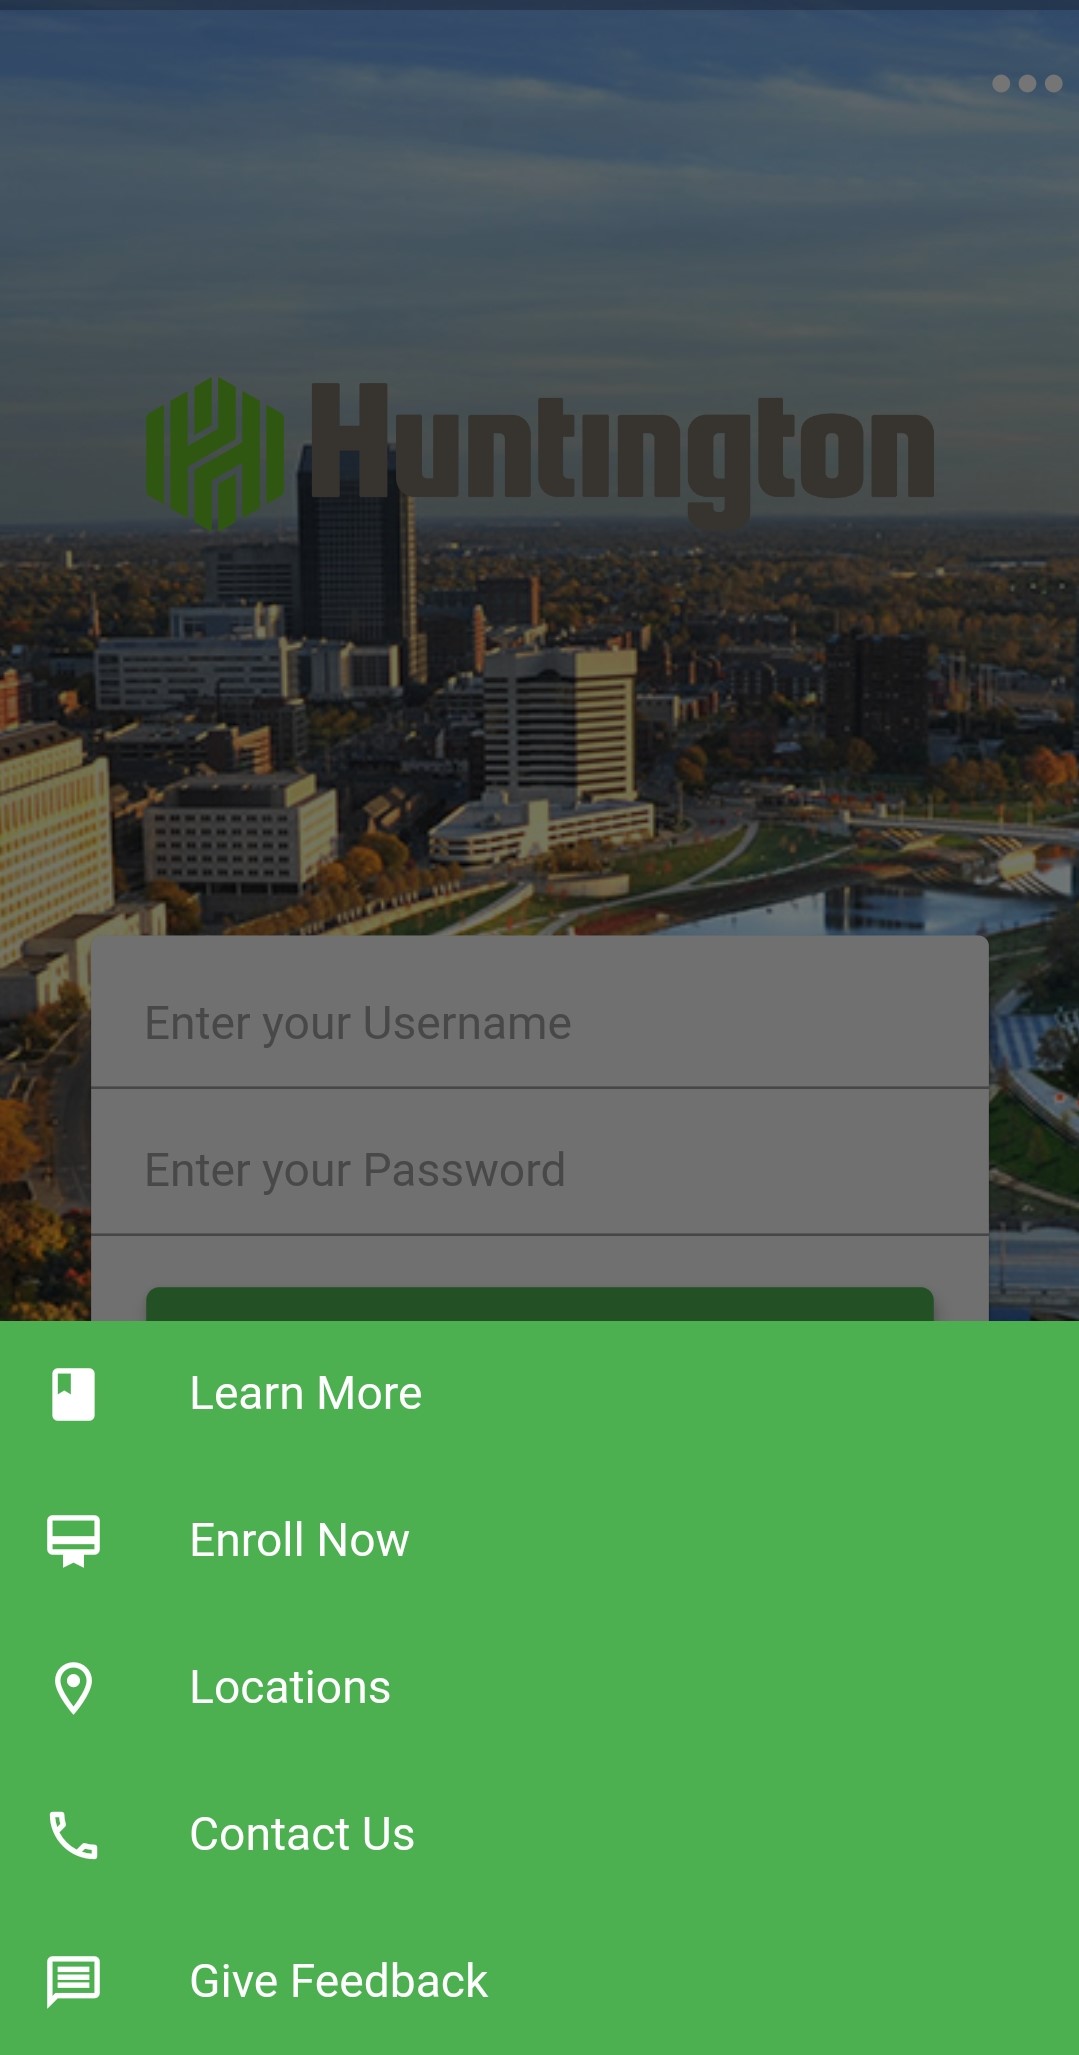 Huntington
Enter your Username
Enter your Password
Learn More
Enroll Now
Locations
Contact Us
Give Feedback